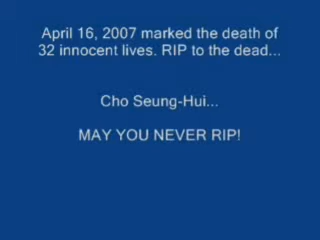 April 16, 2007 marked the death of
32 innocent lives. RIP to the dead...
Cho Seung-Hui...
MAY YOU NEVER RIP!